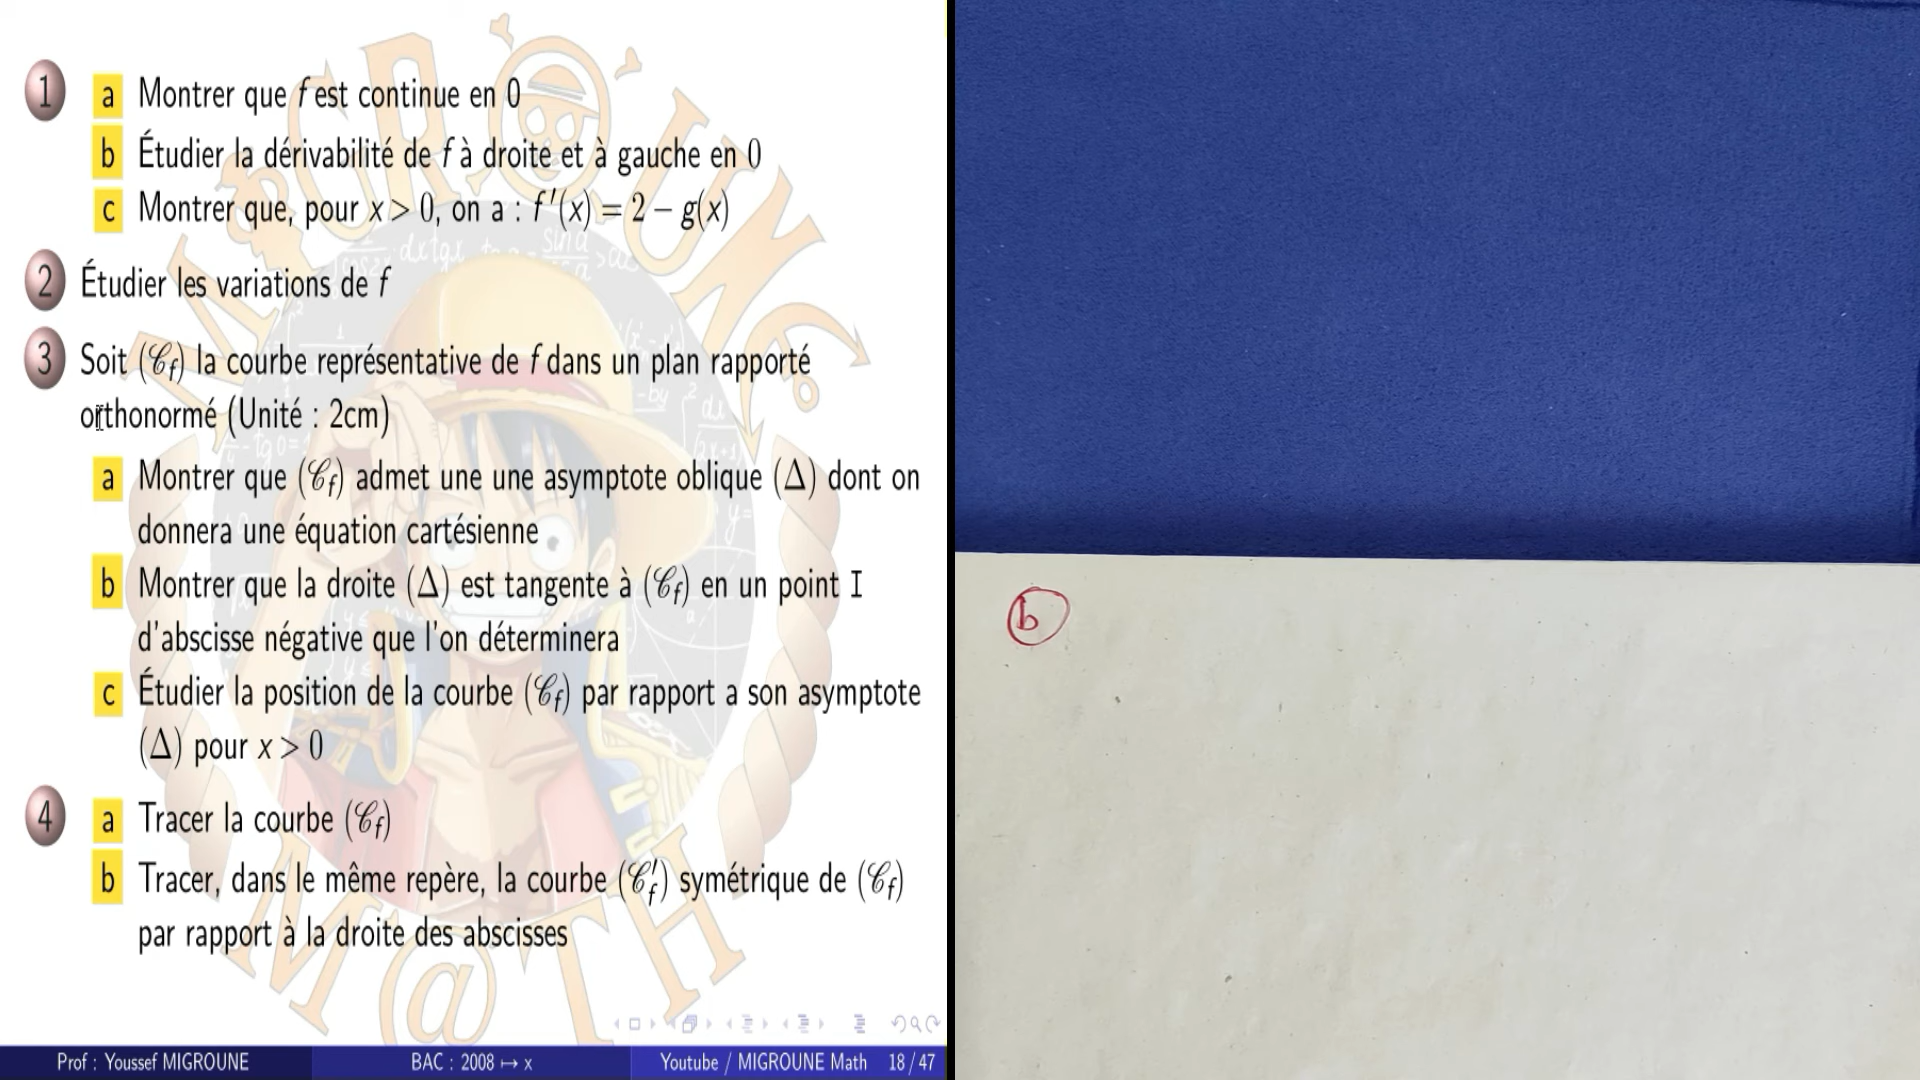 1 a Montrer que f est continue en 0
b Étudier la dérivabilité de f à droite et à gauche en 0
c Montrer que, pour x > 0, on a : f′(x) = 2 − g(x)
2 Étudier les variations de f
3 Soit (𝒞f) la courbe représentative de f dans un plan rapporté
orthonormé (Unité : 2cm)
a Montrer que (𝒞f) admet une une asymptote oblique (Δ) dont on
donnera une équation cartésienne
b Montrer que la droite (Δ) est tangente à (𝒞f) en un point I
d'abscisse négative que l'on déterminera
c Étudier la position de la courbe (𝒞f) par rapport a son asymptote
(Δ) pour x > 0
4 a Tracer la courbe (𝒞f)
b Tracer, dans le même repère, la courbe (𝒞′f) symétrique de (𝒞f)
par rapport à la droite des abscisses
Prof : Youssef MIGROUNE BAC : 2008 ↦ x Youtube / MIGROUNE Math 18 / 47
b
MIGROUNE
M@TH